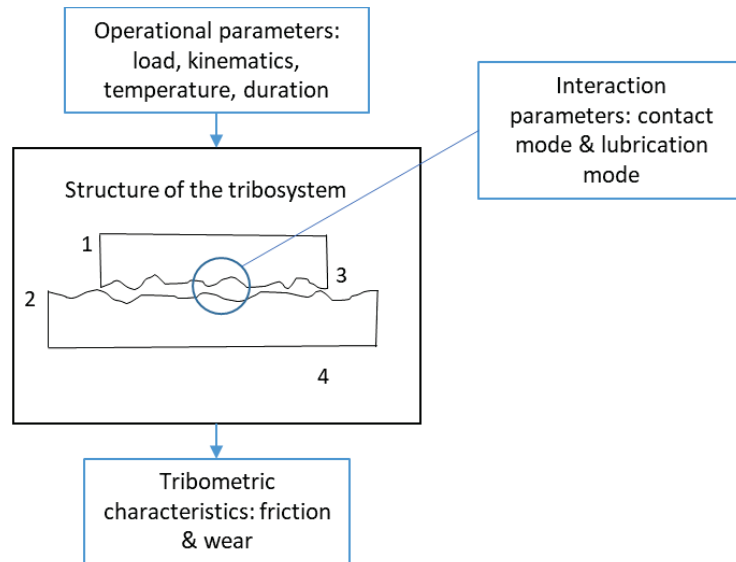 Operational parameters:
load, kinematics,
temperature, duration
Interaction
parameters: contact
mode & lubrication
mode
Structure of the tribosystem
1
2
3
4
Tribometric
characteristics: friction
& wear